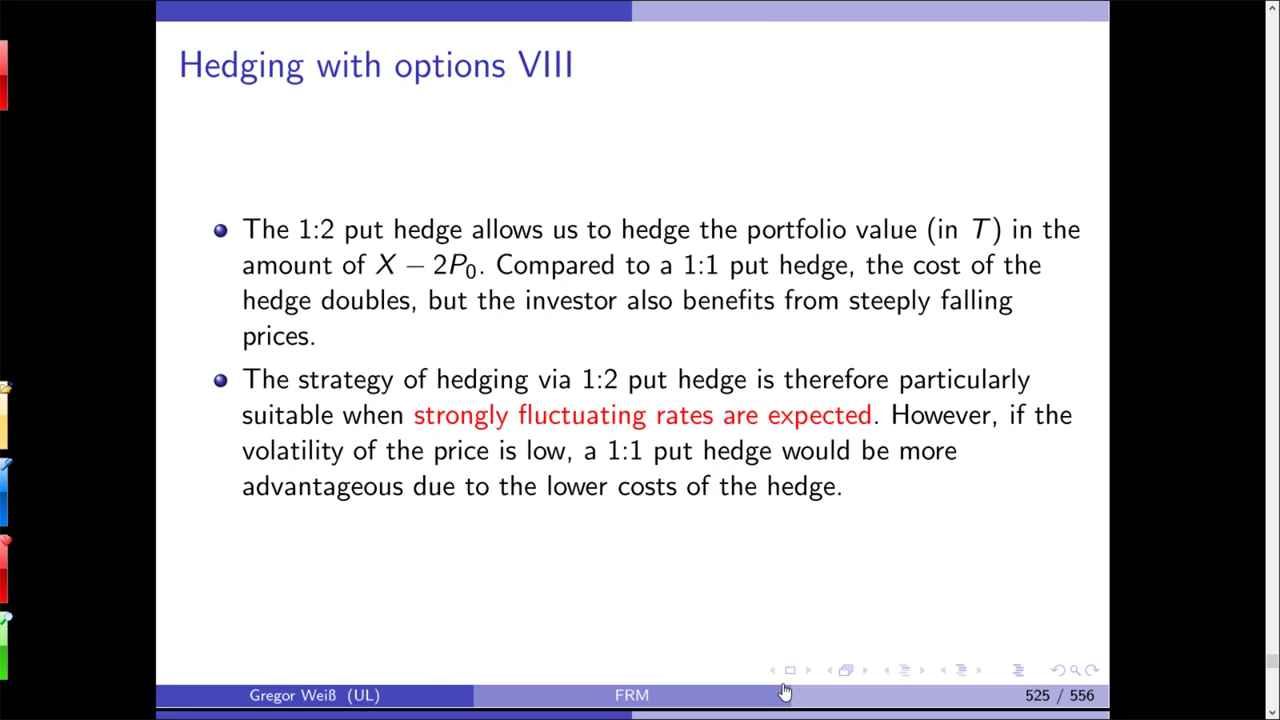 Hedging with options VIII
The 1:2 put hedge allows us to hedge the portfolio value (in T) in the
amount of X − 2P₀. Compared to a 1:1 put hedge, the cost of the
hedge doubles, but the investor also benefits from steeply falling
prices.
The strategy of hedging via 1:2 put hedge is therefore particularly
suitable when strongly fluctuating rates are expected. However, if the
volatility of the price is low, a 1:1 put hedge would be more
advantageous due to the lower costs of the hedge.
Gregor Weiß (UL) FRM 525 / 556